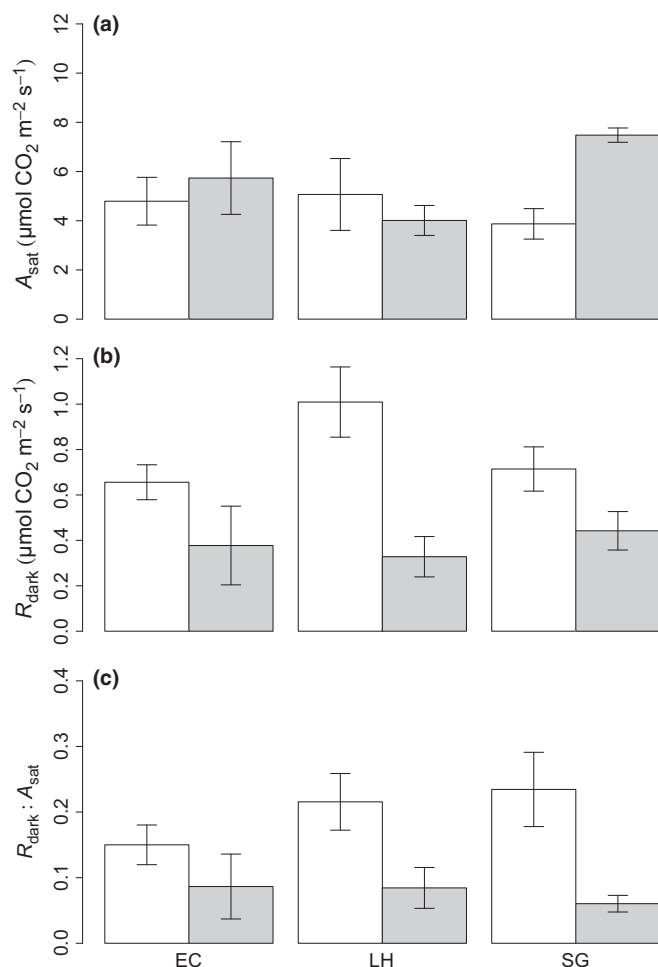 (a)
12
10
8
6
4
2
0
Asat (µmol CO2 m−2 s−1)
(b)
1.2
1.0
0.8
0.6
0.4
0.2
0.0
Rdark (µmol CO2 m−2 s−1)
(c)
0.4
0.3
0.2
0.1
0.0
Rdark : Asat
EC LH SG